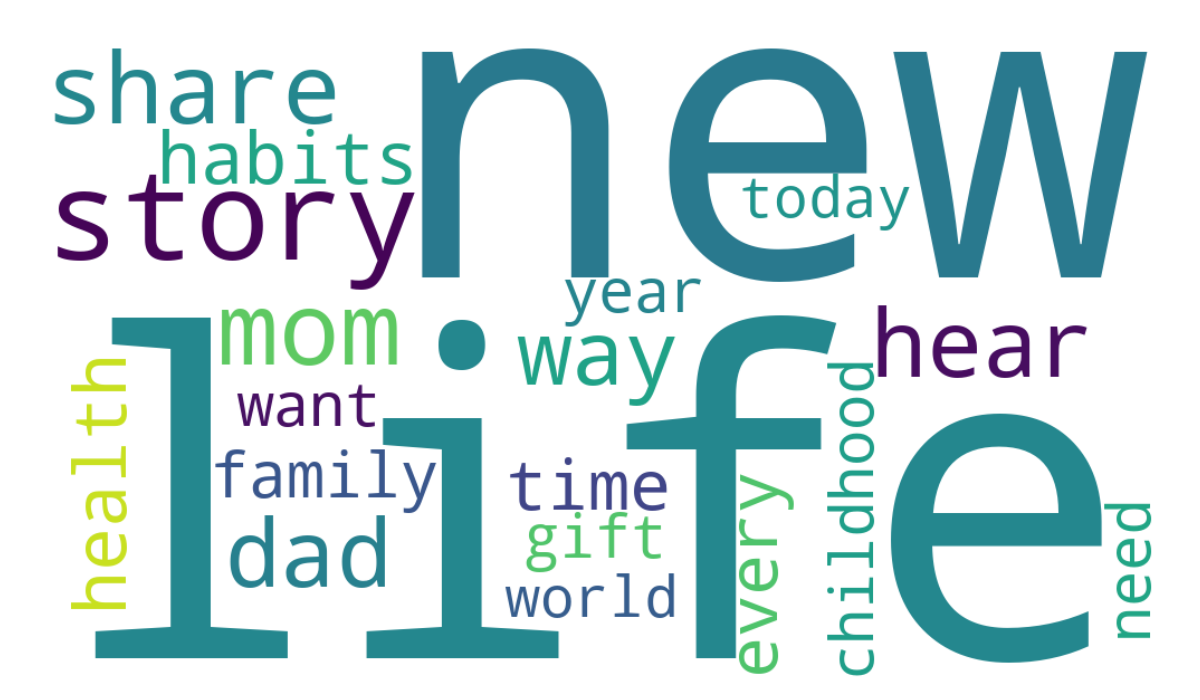 share
new
habits
story
today
year
life
mom
way
hear
health
want
family
time
dad
gift
world
every
childhood
need